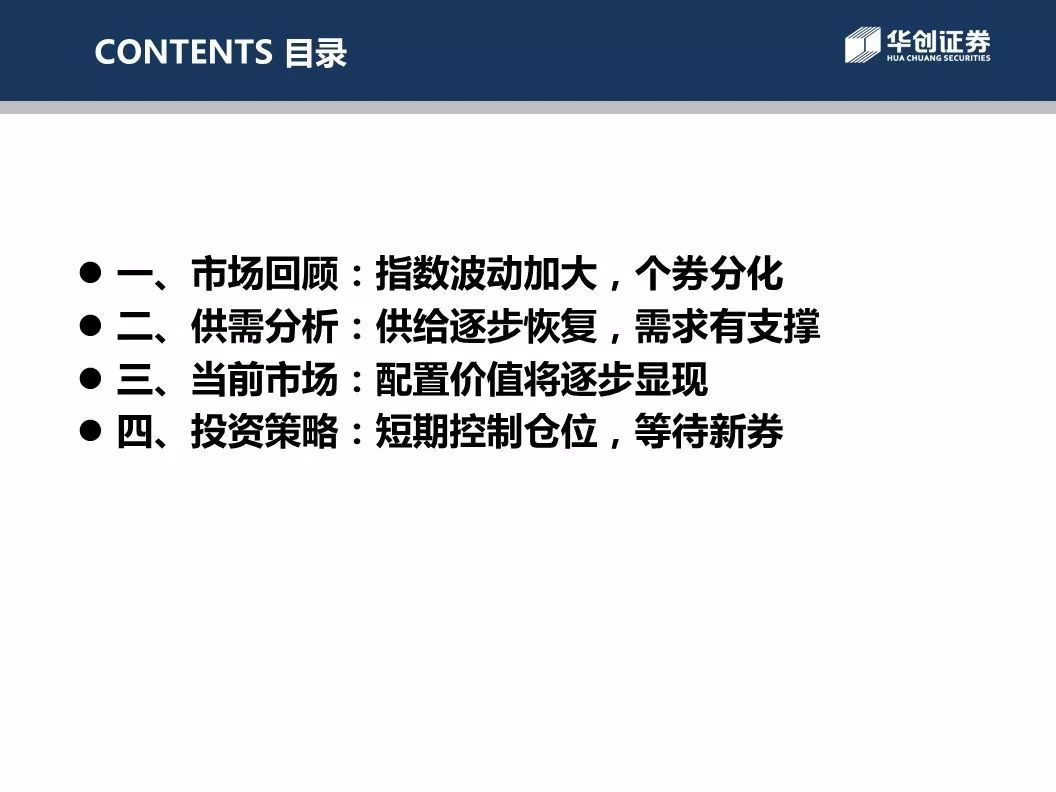 CONTENTS 目录
华创证券
HUA CHUANG SECURITIES
● 一、市场回顾：指数波动加大，个券分化
● 二、供需分析：供给逐步恢复，需求有支撑
● 三、当前市场：配置价值将逐步显现
● 四、投资策略：短期控制仓位，等待新券